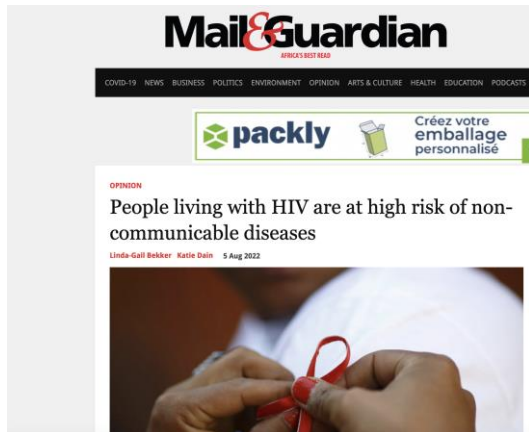 Mail&Guardian
AFRICA'S BEST READ
COVID-19 NEWS BUSINESS POLITICS ENVIRONMENT OPINION ARTS & CULTURE HEALTH EDUCATION PODCASTS
packly
Créez votre
emballage
personnalisé
OPINION
People living with HIV are at high risk of non-
communicable diseases
Linda-Gail Bekker Katie Dain 5 Aug 2022